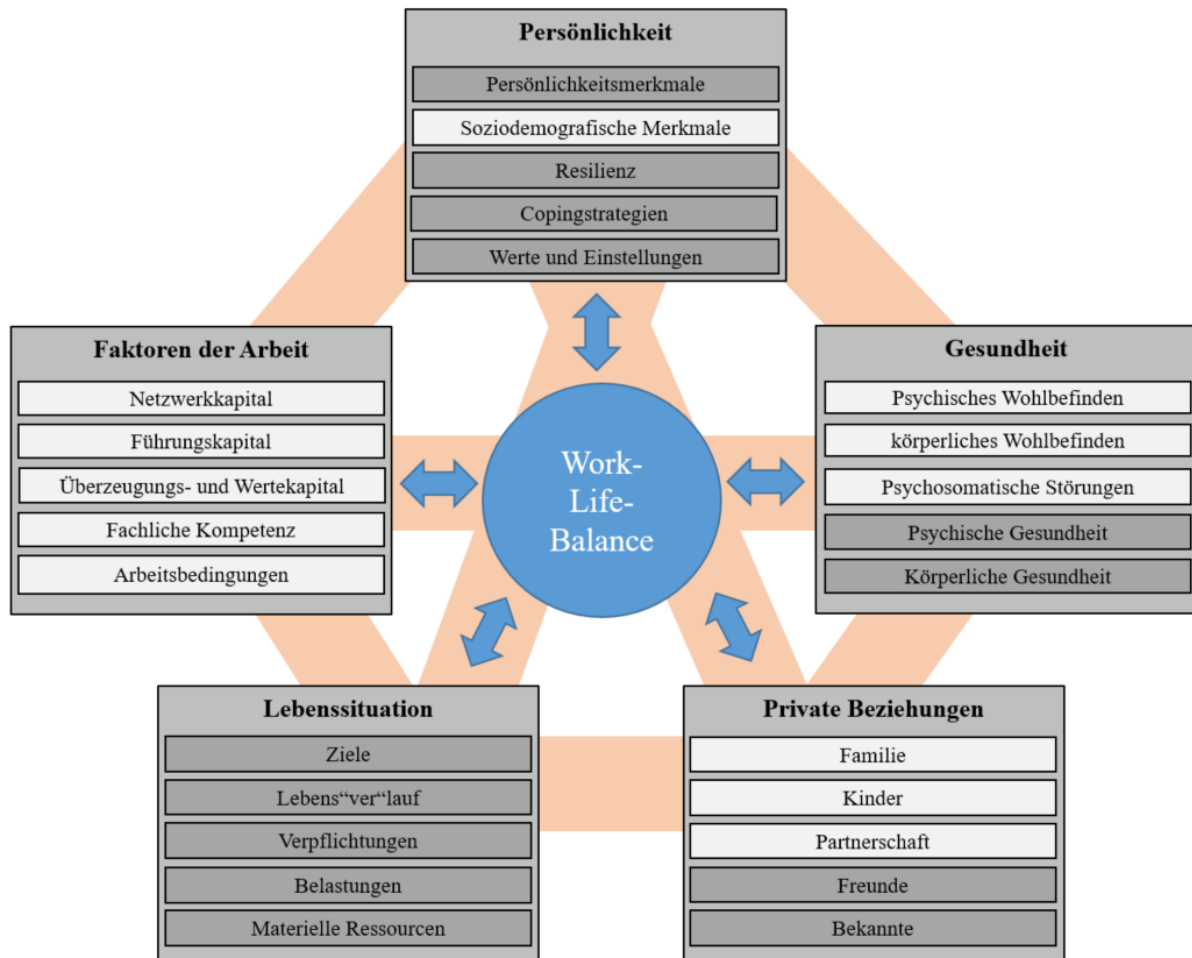 Persönlichkeit
Persönlichkeitsmerkmale
Soziodemografische Merkmale
Resilienz
Copingstrategien
Werte und Einstellungen
Faktoren der Arbeit
Netzwerkkapital
Führungskapital
Überzeugungs- und Wertekapital
Fachliche Kompetenz
Arbeitsbedingungen
Work-
Life-
Balance
Gesundheit
Psychisches Wohlbefinden
körperliches Wohlbefinden
Psychosomatische Störungen
Psychische Gesundheit
Körperliche Gesundheit
Lebenssituation
Ziele
Lebens“ver“lauf
Verpflichtungen
Belastungen
Materielle Ressourcen
Private Beziehungen
Familie
Kinder
Partnerschaft
Freunde
Bekannte